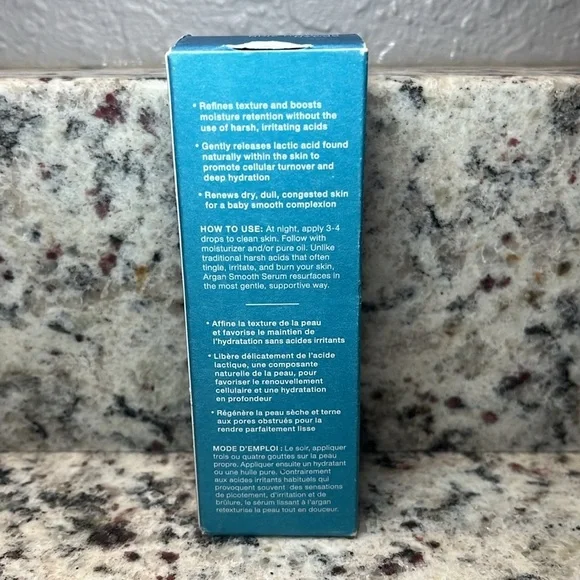 • Refines texture and boosts
moisture retention without the
use of harsh, irritating acids
• Gently releases lactic acid found
naturally within the skin to
promote cellular turnover and
deep hydration
• Renews dry, dull, congested skin
for a baby smooth complexion
HOW TO USE: At night, apply 3-4
drops to clean skin. Follow with
moisturizer and/or pure oil. Unlike
traditional harsh acids that often
tingle, irritate, and burn your skin,
Argan Smooth Serum resurfaces in
the most gentle, supportive way.
• Affine la texture de la peau
et favorise le maintien de
l'hydratation sans acides irritants
• Libère délicatement de l'acide
lactique, une composante
naturelle de la peau, pour
favoriser le renouvellement
cellulaire et une hydratation
en profondeur
• Régénère la peau sèche et terne
aux pores obstrués pour la
rendre parfaitement lisse
MODE D'EMPLOI : Le soir, appliquer
trois ou quatre gouttes sur la peau
propre. Appliquer ensuite un hydratant
ou une huile pure. Contrairement
aux acides irritants habituels qui
provoquent souvent des sensations
de picotement, d'irritation et de
brûlure, le sérum lissant à l'argan
retexturise la peau tout en douceur.